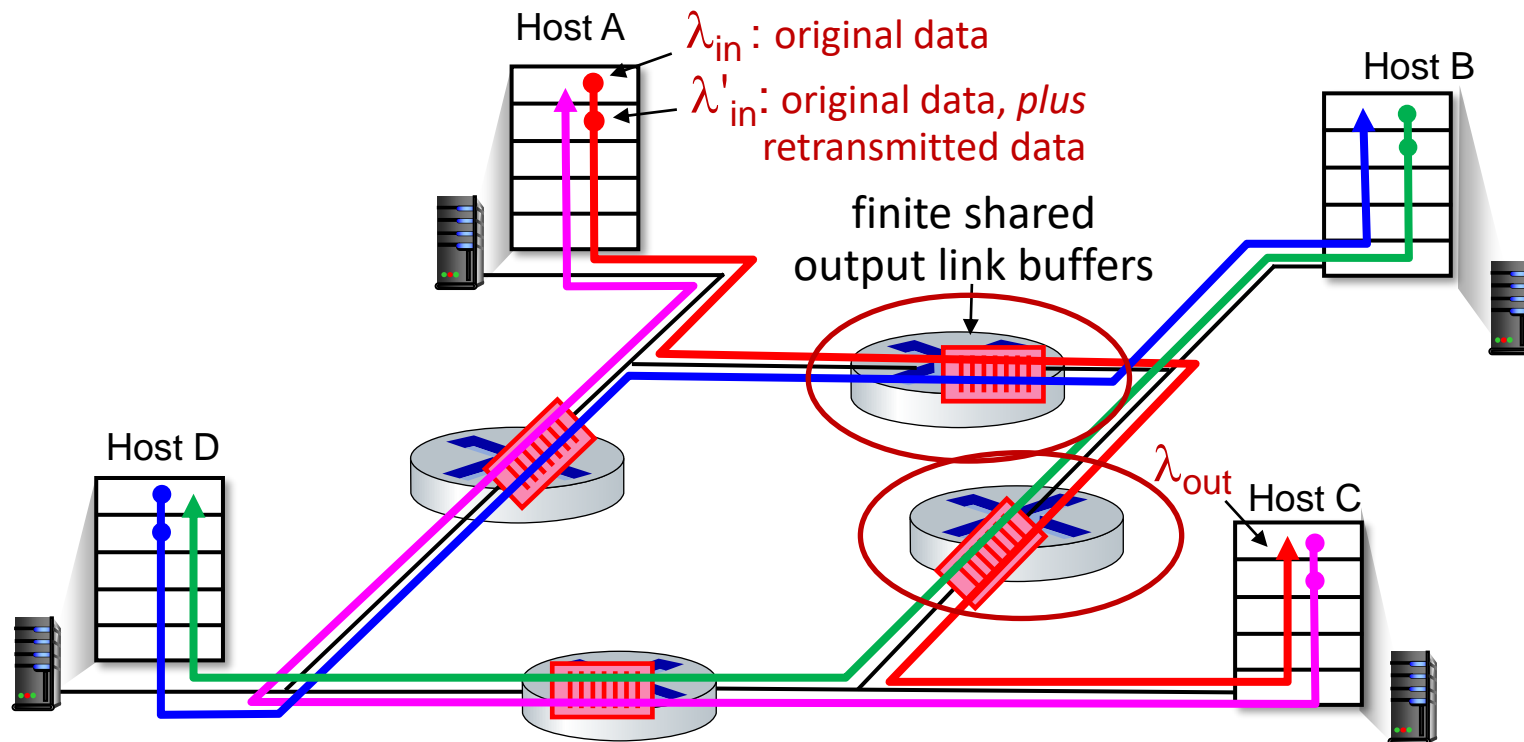 Host A
λin : original data
λ'in: original data, plus
retransmitted data
Host B
finite shared
output link buffers
Host D
λout
Host C